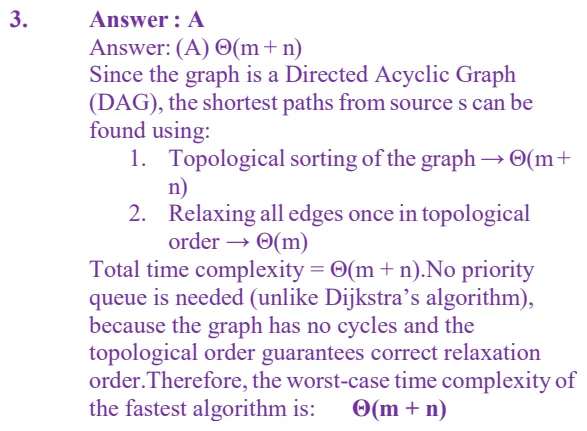 3. Answer : A
Answer: (A) Θ(m + n)
Since the graph is a Directed Acyclic Graph
(DAG), the shortest paths from source s can be
found using:
1. Topological sorting of the graph → Θ(m +
n)
2. Relaxing all edges once in topological
order → Θ(m)
Total time complexity = Θ(m + n).No priority
queue is needed (unlike Dijkstra’s algorithm),
because the graph has no cycles and the
topological order guarantees correct relaxation
order.Therefore, the worst-case time complexity of
the fastest algorithm is: Θ(m + n)